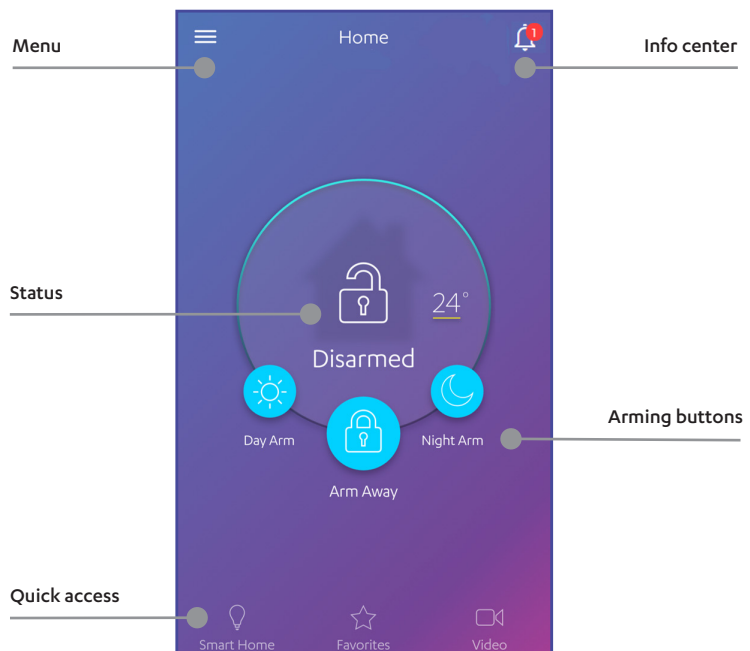 Menu
Home
1
Info center
Status
24°
Disarmed
Day Arm
Night Arm
Arming buttons
Arm Away
Quick access
Smart Home
Favorites
Video